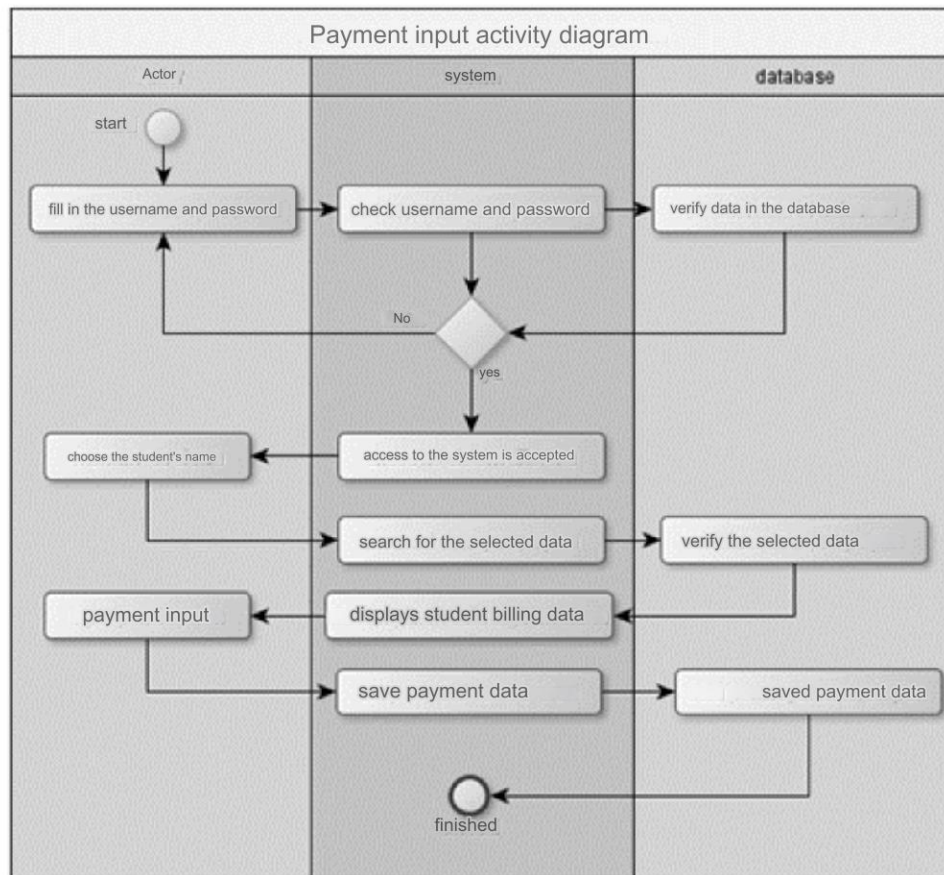 Payment input activity diagram
Actor
system
database
start
fill in the username and password
check username and password
verify data in the database
No
yes
choose the student's name
access to the system is accepted
search for the selected data
verify the selected data
payment input
displays student billing data
save payment data
saved payment data
finished